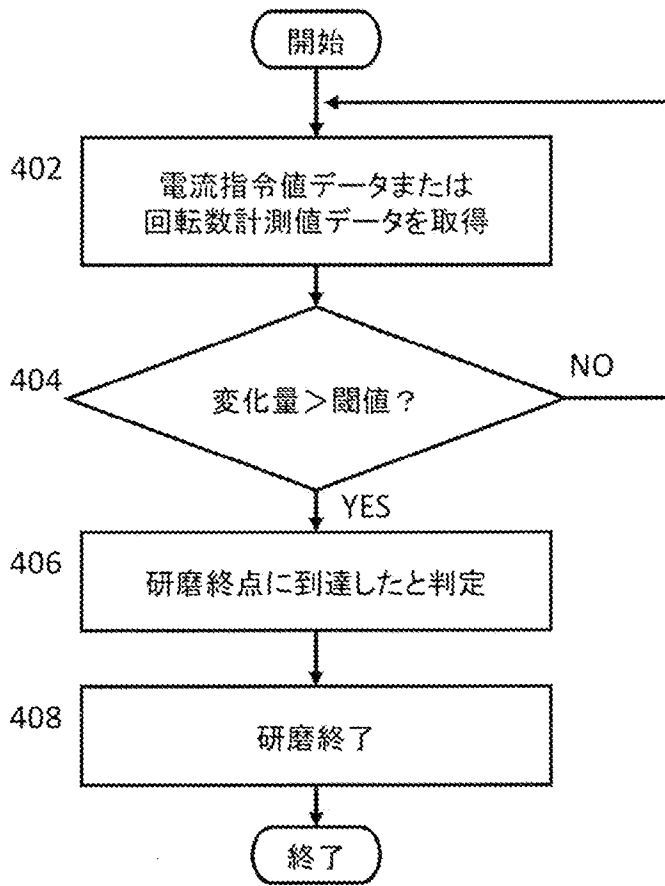 開始
402
電流指令値データまたは
回転数計測値データを取得
404
変化量＞閾値？
NO
YES
406
研磨終点に到達したと判定
408
研磨終了
終了